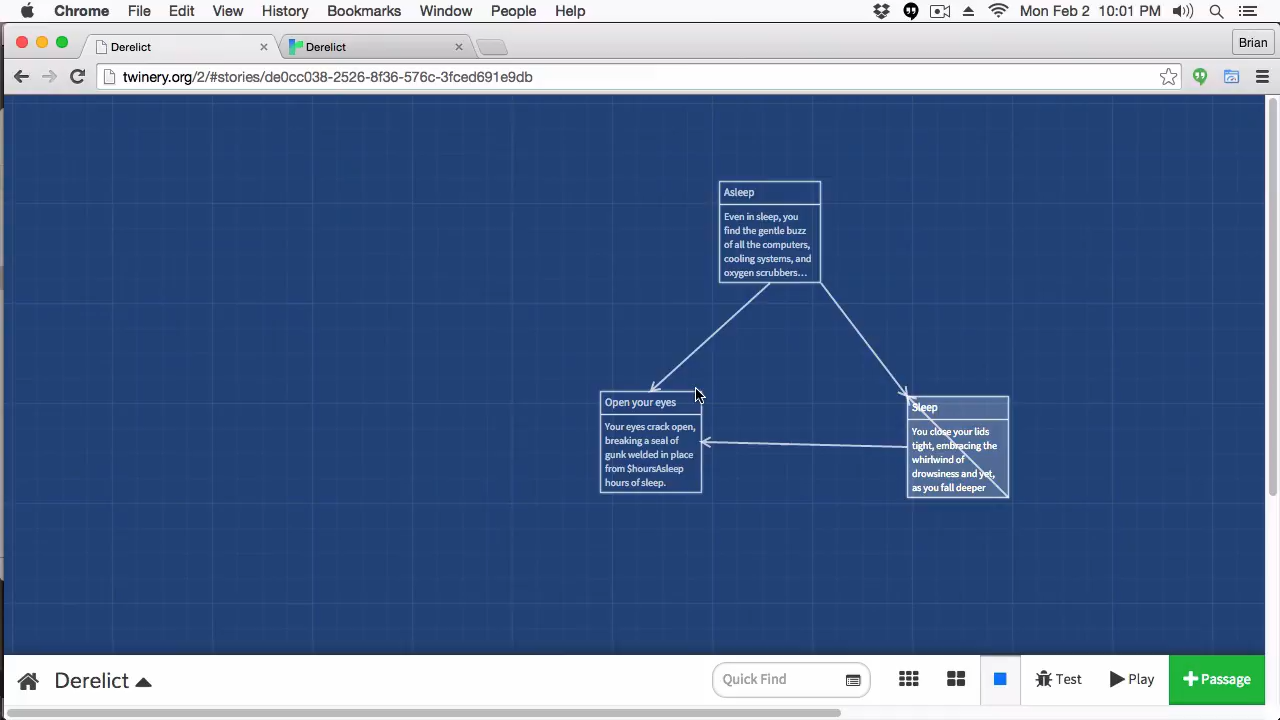 Chrome File Edit View History Bookmarks Window People Help Mon Feb 2 10:01 PM
Derelict
Derelict
Brian
twinery.org/2/#stories/de0cc038-2526-8f36-576c-3fced691e9db
Asleep
Even in sleep, you
find the gentle buzz
of all the computers,
cooling systems, and
oxygen scrubbers...
Open your eyes
Your eyes crack open,
breaking a seal of
gunk welded in place
from $hoursAsleep
hours of sleep.
Sleep
You close your lids
tight, embracing the
whirlwind of
drowsiness and yet,
as you fall deeper
Derelict
Quick Find
Test
Play
+Passage